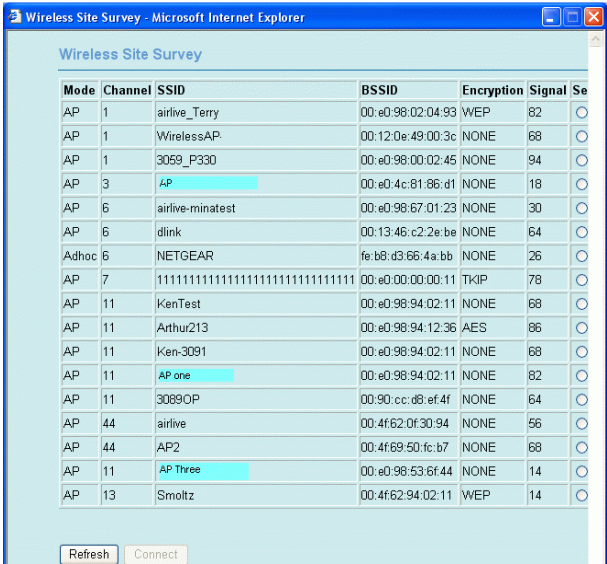 Wireless Site Survey - Microsoft Internet Explorer
Wireless Site Survey
Mode Channel SSID BSSID Encryption Signal Se
AP 1 airlive_Terry 00:e0:98:02:04:93 WEP 82
AP 1 WirelessAP 00:12:0e:49:00:3c NONE 68
AP 1 3059_P330 00:e0:98:00:02:45 NONE 94
AP 3 AP 00:e0:4c:81:86:d1 NONE 18
AP 6 airlive-minatest 00:e0:98:67:01:23 NONE 30
AP 6 dlink 00:13:46:c2:2e:be NONE 64
Adhoc 6 NETGEAR fe:b8:d3:66:4a:bb NONE 26
AP 7 11111111111111111111111111111111 00:e0:00:00:00:11 TKIP 78
AP 11 KenTest 00:e0:98:94:02:11 NONE 68
AP 11 Arthur213 00:e0:98:94:12:36 AES 86
AP 11 Ken-3091 00:e0:98:94:02:11 NONE 68
AP 11 AP one 00:e0:98:94:02:11 NONE 82
AP 11 3089OP 00:90:cc:d8:ef:4f NONE 64
AP 44 airlive 00:4f:62:0f:30:94 NONE 56
AP 44 AP2 00:4f:69:50:fc:b7 NONE 68
AP 11 AP Three 00:e0:98:53:6f:44 NONE 14
AP 13 Smoltz 00:4f:62:94:02:11 WEP 14
Refresh Connect